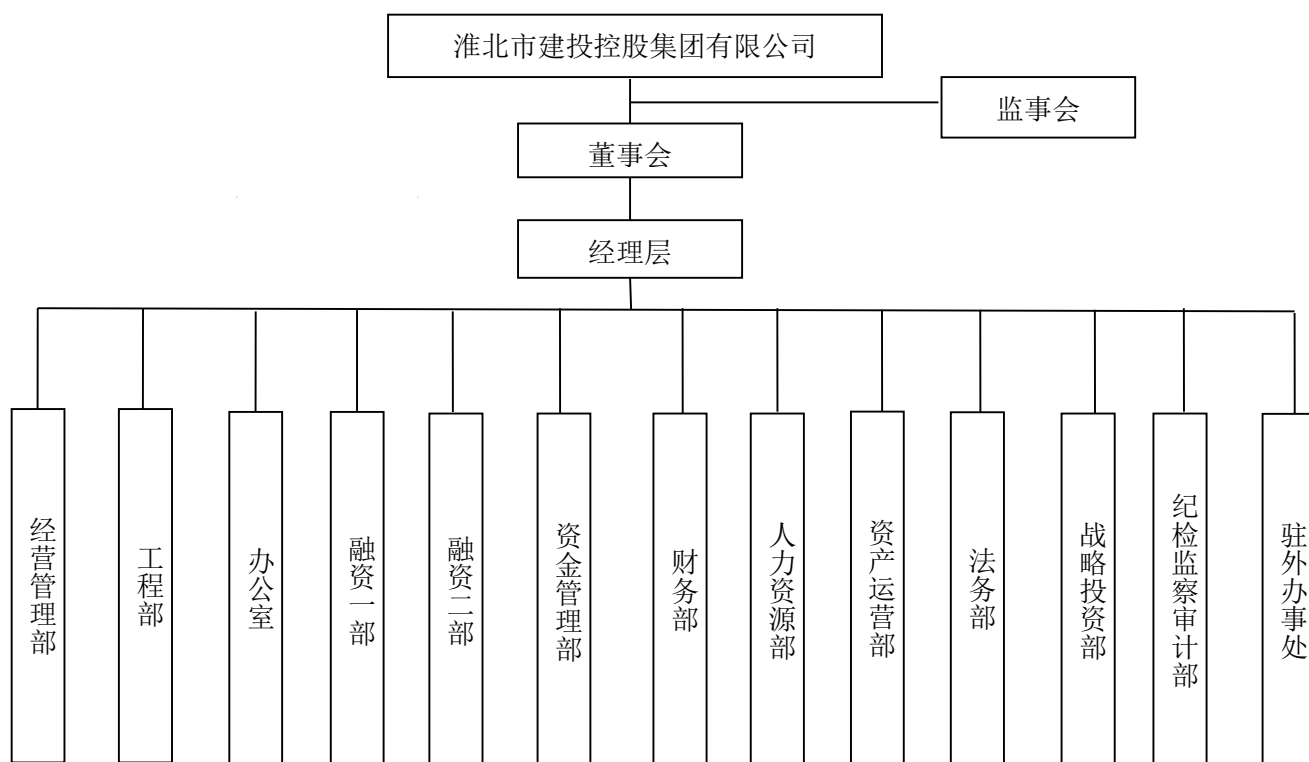 淮北市建投控股集团有限公司
监事会
董事会
经理层
经营管理部
工程部
办公室
融资一部
融资二部
资金管理部
财务部
人力资源部
资产运营部
法务部
战略投资部
纪检监察审计部
驻外办事处